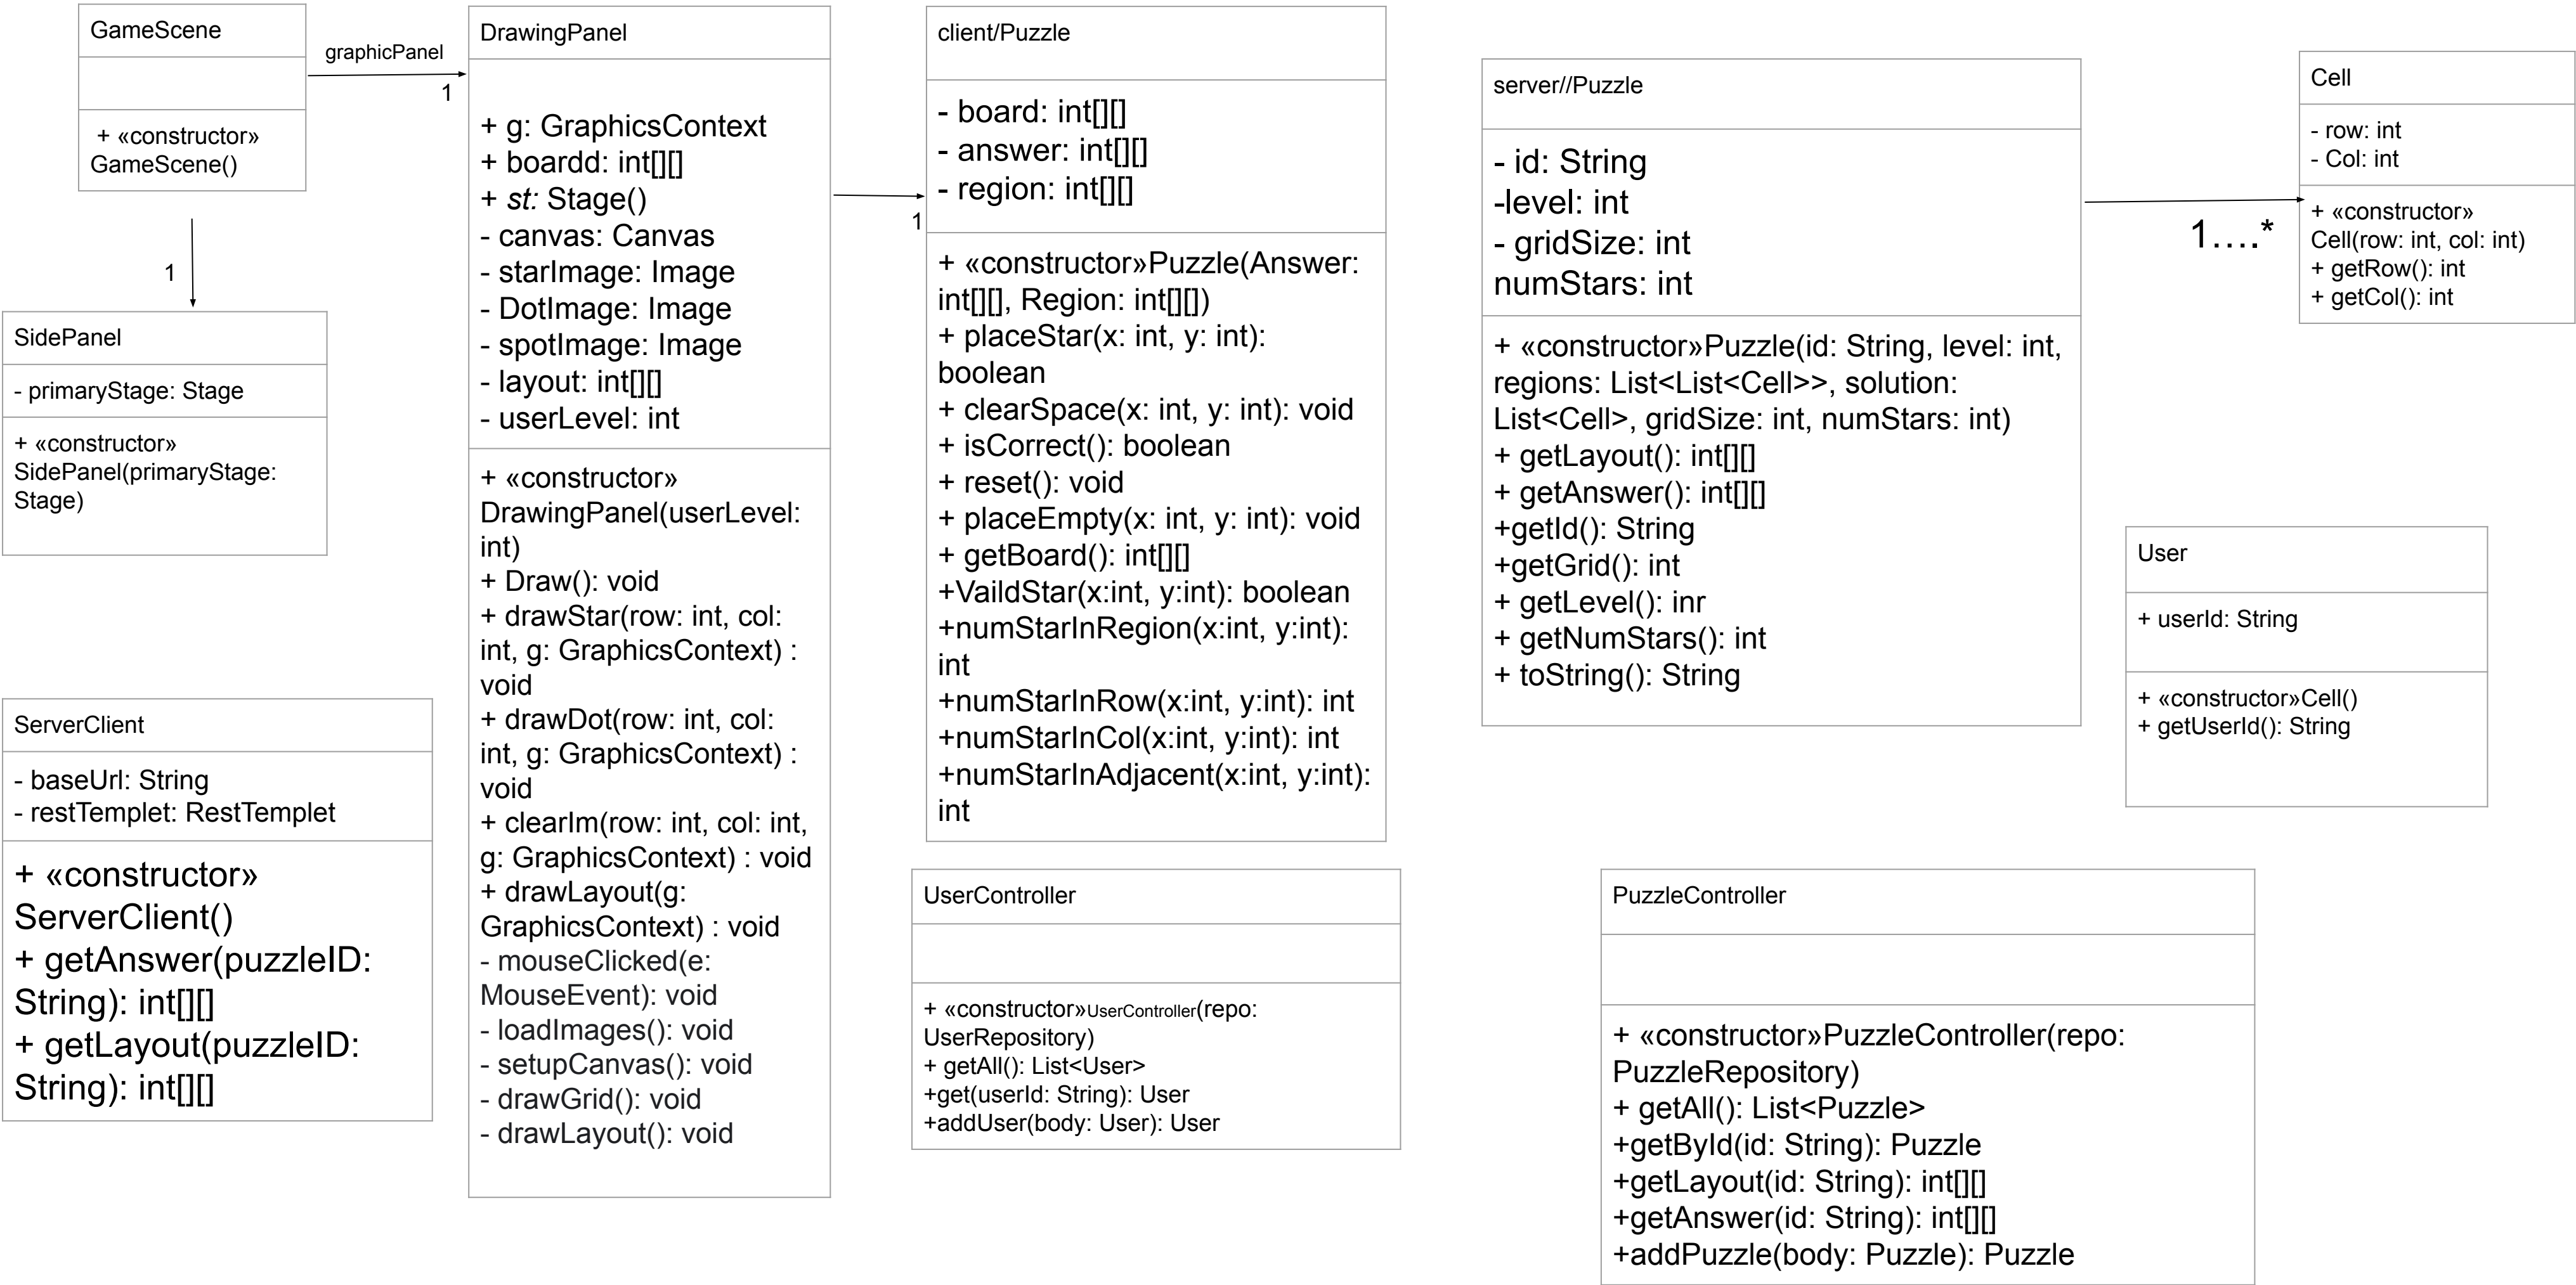 GameScene
+ «constructor»
GameScene()
graphicPanel
1
1
SidePanel
- primaryStage: Stage
+ «constructor»
SidePanel(primaryStage:
Stage)
ServerClient
- baseUrl: String
- restTemplet: RestTemplet
+ «constructor»
ServerClient()
+ getAnswer(puzzleID:
String): int[][]
+ getLayout(puzzleID:
String): int[][]
DrawingPanel
+ g: GraphicsContext
+ boardd: int[][]
+ st: Stage()
- canvas: Canvas
- starImage: Image
- DotImage: Image
- spotImage: Image
- layout: int[][]
- userLevel: int
+ «constructor»
DrawingPanel(userLevel:
int)
+ Draw(): void
+ drawStar(row: int, col:
int, g: GraphicsContext) :
void
+ drawDot(row: int, col:
int, g: GraphicsContext) :
void
+ clearIm(row: int, col: int,
g: GraphicsContext) : void
+ drawLayout(g:
GraphicsContext) : void
- mouseClicked(e:
MouseEvent): void
- loadImages(): void
- setupCanvas(): void
- drawGrid(): void
- drawLayout(): void
1
client/Puzzle
- board: int[][]
- answer: int[][]
- region: int[][]
+ «constructor»Puzzle(Answer:
int[][], Region: int[][])
+ placeStar(x: int, y: int):
boolean
+ clearSpace(x: int, y: int): void
+ isCorrect(): boolean
+ reset(): void
+ placeEmpty(x: int, y: int): void
+ getBoard(): int[][]
+VaildStar(x:int, y:int): boolean
+numStarInRegion(x:int, y:int):
int
+numStarInRow(x:int, y:int): int
+numStarInCol(x:int, y:int): int
+numStarInAdjacent(x:int, y:int):
int
UserController
+ «constructor»UserController(repo:
UserRepository)
+ getAll(): List<User>
+get(userId: String): User
+addUser(body: User): User
server//Puzzle
- id: String
-level: int
- gridSize: int
numStars: int
+ «constructor»Puzzle(id: String, level: int,
regions: List<List<Cell>>, solution:
List<Cell>, gridSize: int, numStars: int)
+ getLayout(): int[][]
+ getAnswer(): int[][]
+getId(): String
+getGrid(): int
+ getLevel(): inr
+ getNumStars(): int
+ toString(): String
1....*
Cell
- row: int
- Col: int
+ «constructor»
Cell(row: int, col: int)
+ getRow(): int
+ getCol(): int
User
+ userId: String
+ «constructor»Cell()
+ getUserId(): String
PuzzleController
+ «constructor»PuzzleController(repo:
PuzzleRepository)
+ getAll(): List<Puzzle>
+getById(id: String): Puzzle
+getLayout(id: String): int[][]
+getAnswer(id: String): int[][]
+addPuzzle(body: Puzzle): Puzzle